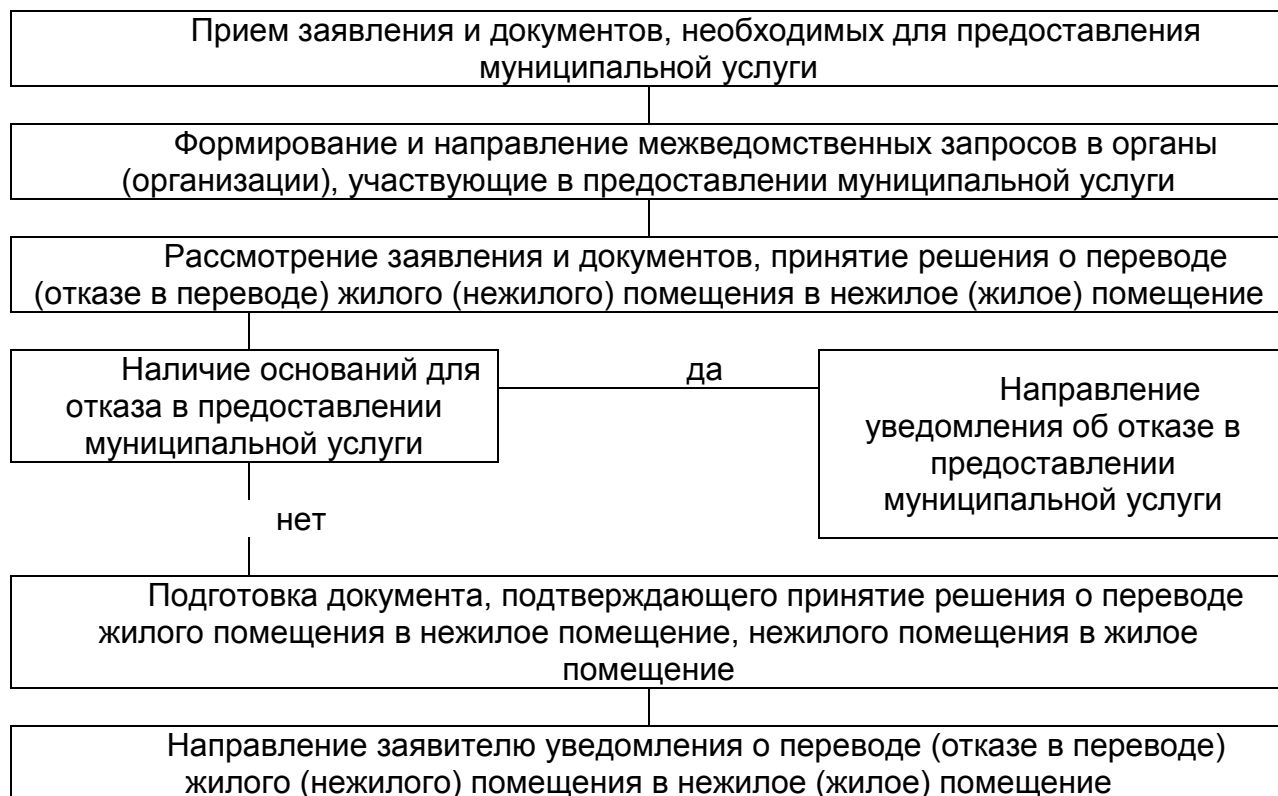 Прием заявления и документов, необходимых для предоставления
муниципальной услуги
Формирование и направление межведомственных запросов в органы
(организации), участвующие в предоставлении муниципальной услуги
Рассмотрение заявления и документов, принятие решения о переводе
(отказе в переводе) жилого (нежилого) помещения в нежилое (жилое) помещение
Наличие оснований для
отказа в предоставлении
муниципальной услуги
да
Направление
уведомления об отказе в
предоставлении
муниципальной услуги
нет
Подготовка документа, подтверждающего принятие решения о переводе
жилого помещения в нежилое помещение, нежилого помещения в жилое
помещение
Направление заявителю уведомления о переводе (отказе в переводе)
жилого (нежилого) помещения в нежилое (жилое) помещение